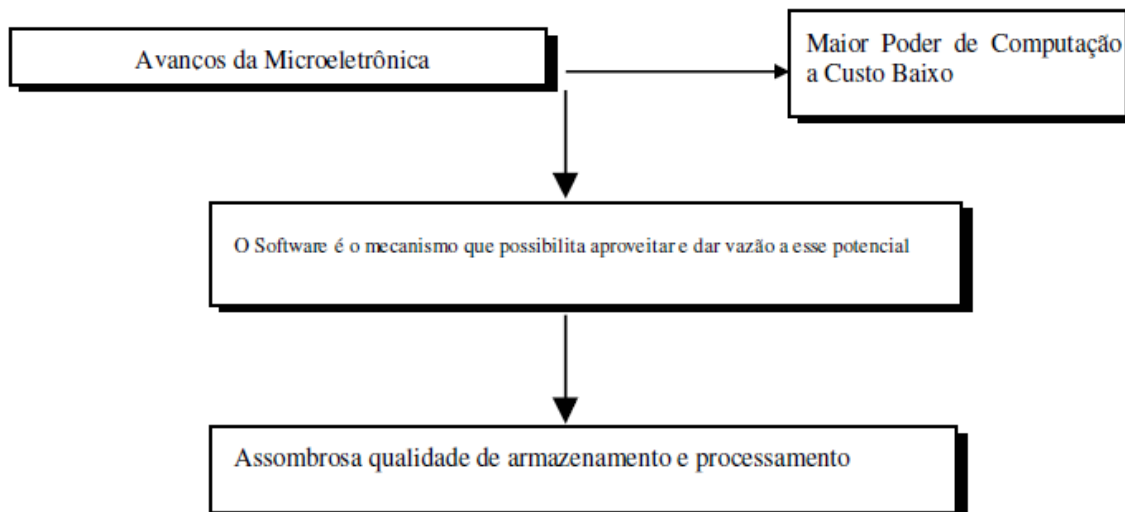 Avanços da Microeletrônica
Maior Poder de Computação
a Custo Baixo
O Software é o mecanismo que possibilita aproveitar e dar vazão a esse potencial
Assombrosa qualidade de armazenamento e processamento